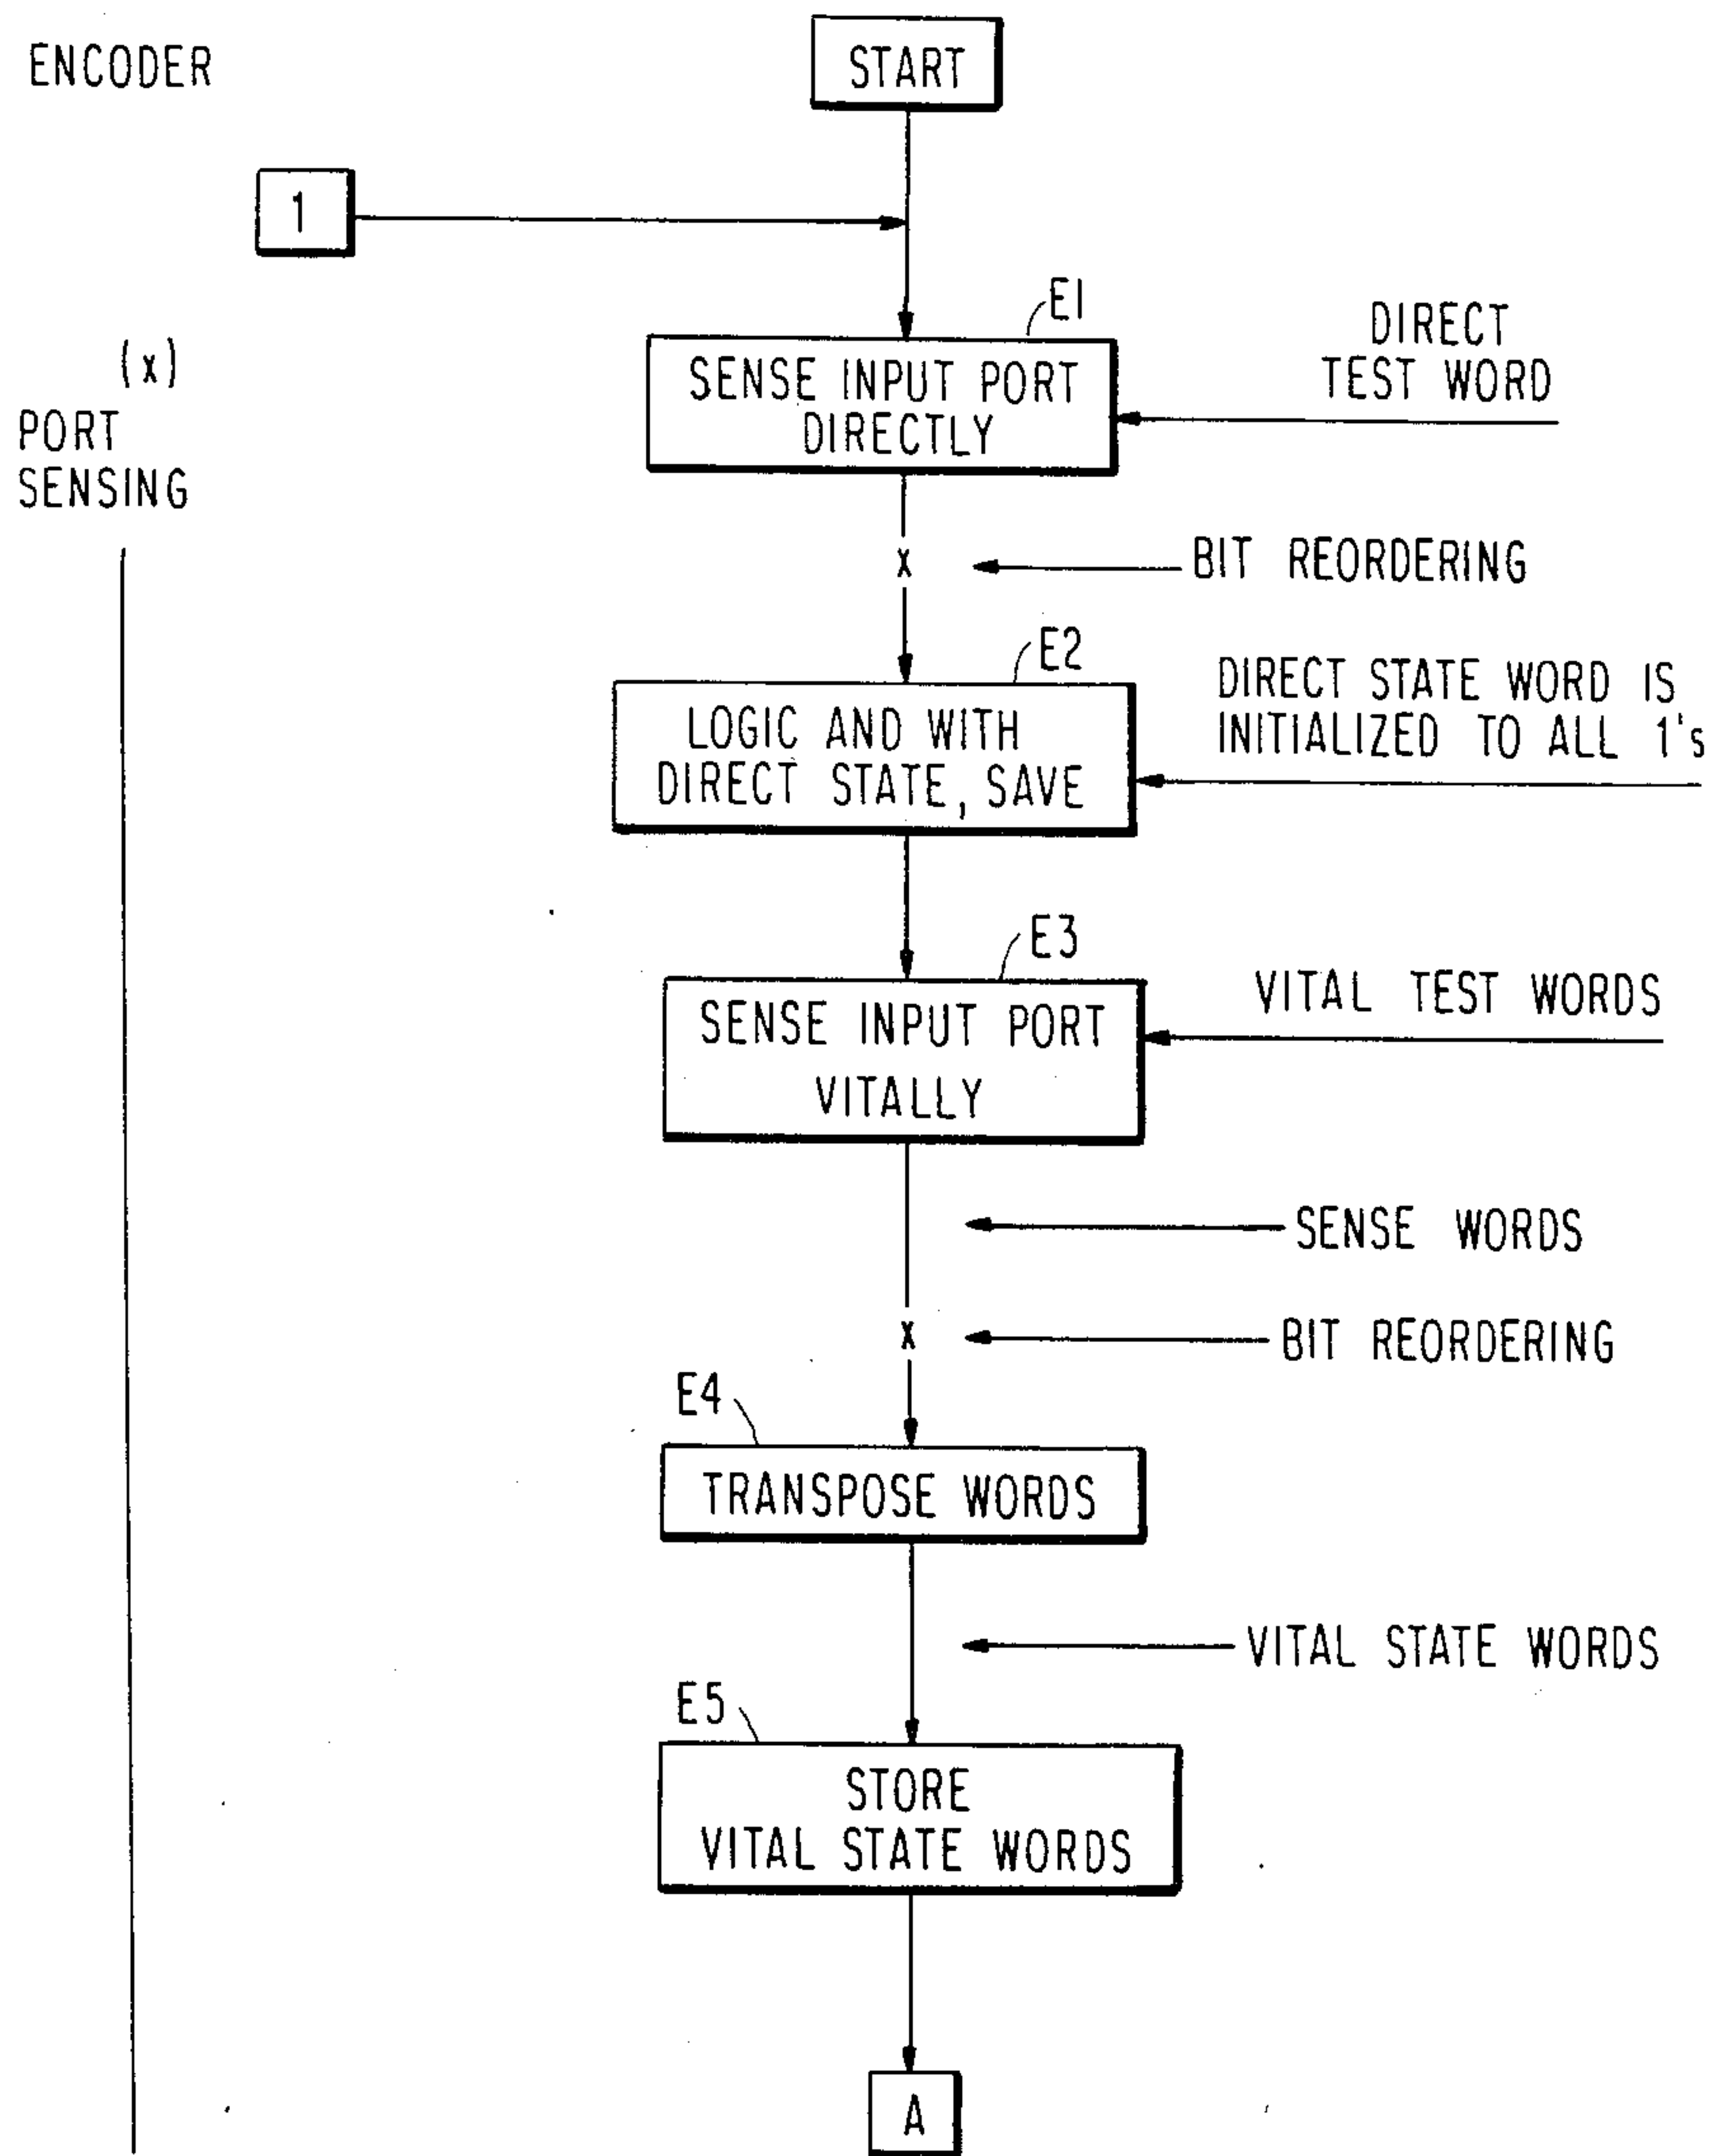 ENCODER
START
1
E1
DIRECT
TEST WORD
(x)
PORT
SENSING
SENSE INPUT PORT
DIRECTLY
x
BIT REORDERING
E2
DIRECT STATE WORD IS
INITIALIZED TO ALL 1's
LOGIC AND WITH
DIRECT STATE, SAVE
E3
VITAL TEST WORDS
SENSE INPUT PORT
VITALLY
SENSE WORDS
x
BIT REORDERING
E4
TRANSPOSE WORDS
VITAL STATE WORDS
E5
STORE
VITAL STATE WORDS
A